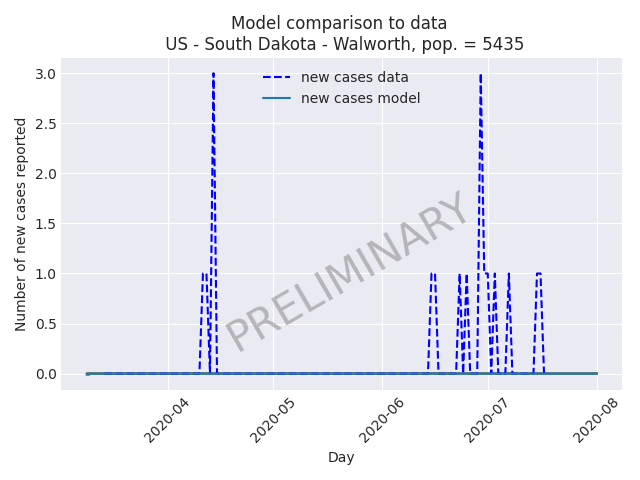 Model comparison to data
US - South Dakota - Walworth, pop. = 5435
new cases data
new cases model
Number of new cases reported
3.0
2.5
2.0
1.5
1.0
0.5
0.0
PRELIMINARY
2020-04
2020-05
2020-06
2020-07
2020-08
Day